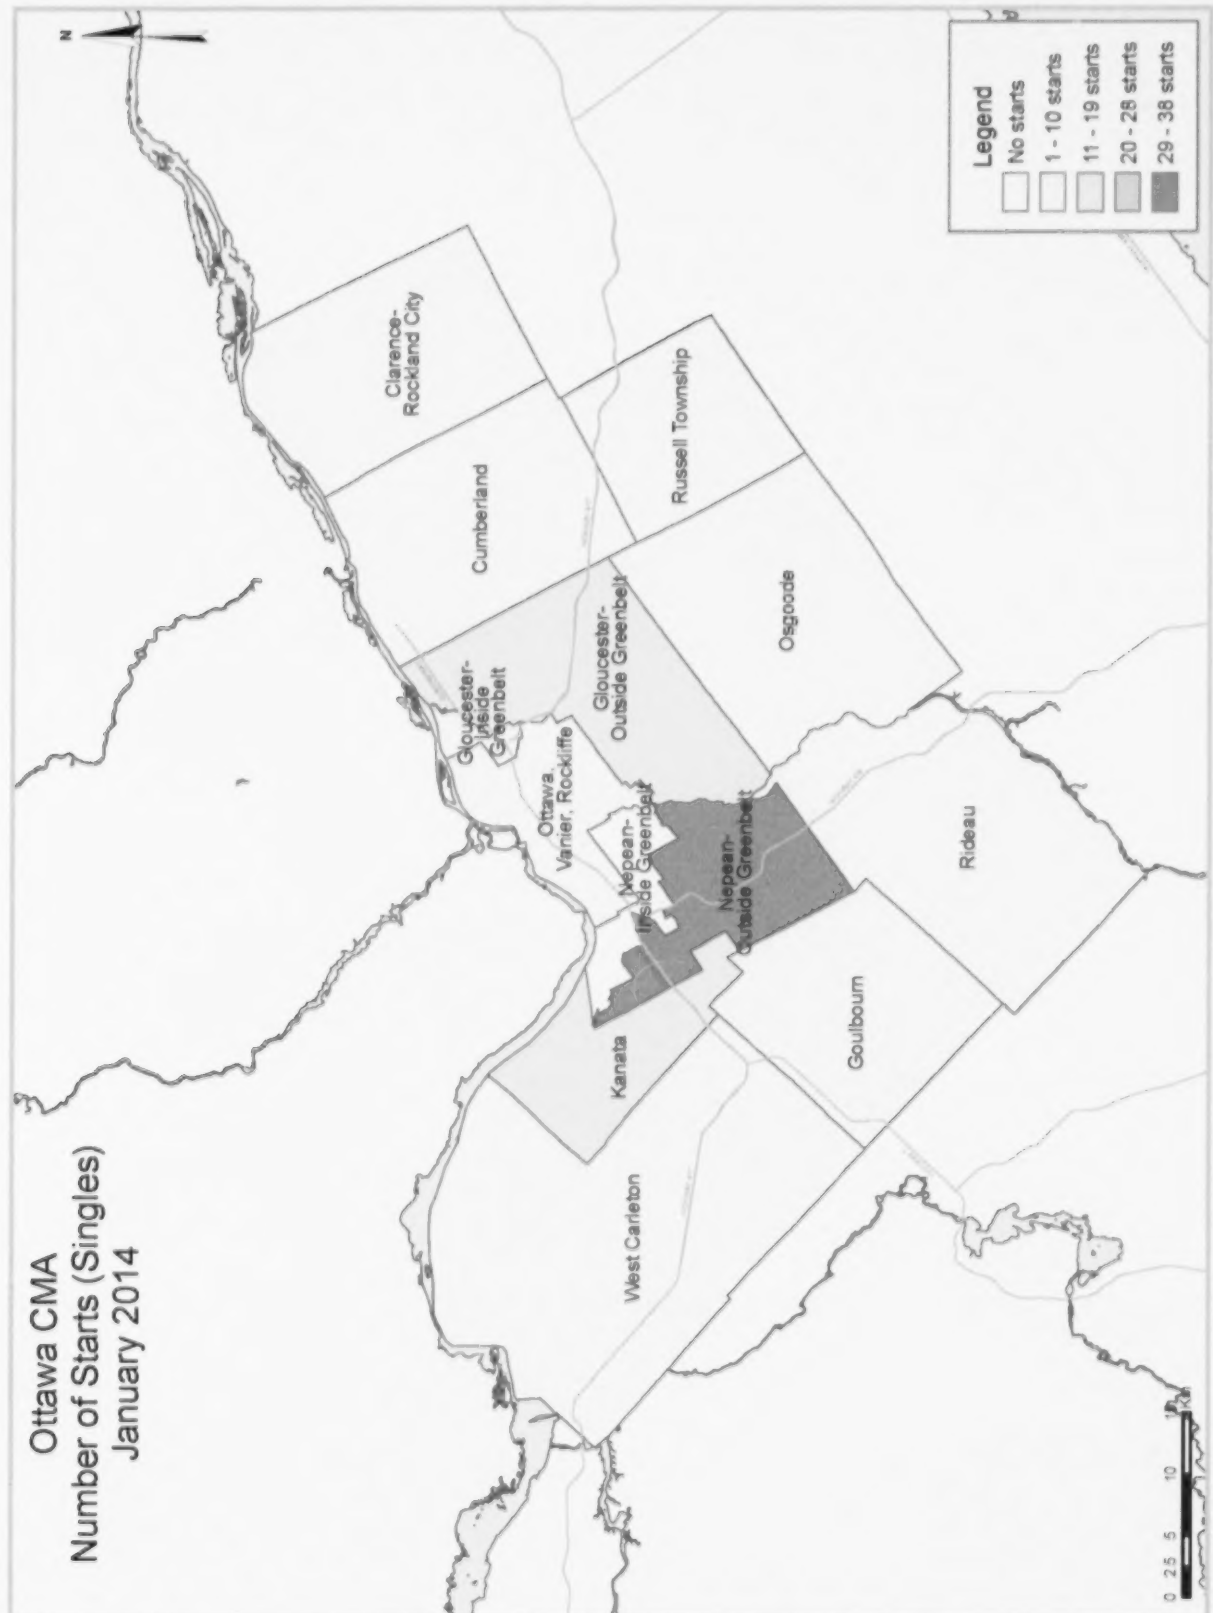 Ottawa CMA
Number of Starts (Singles)
January 2014
N
Clarence-
Rockland City
Cumberland
Russell Township
Gloucester-
Inside
Greenbelt
Gloucester-
Outside Greenbelt
Osgoode
Ottawa,
Vanier, Rockliffe
Nepean-
Inside Greenbelt
Nepean-
Outside Greenbelt
Rideau
Kanata
Goulbourn
West Carleton
Legend
No starts
1 - 10 starts
11 - 19 starts
20 - 28 starts
29 - 38 starts
0 2.5 5 10
Km